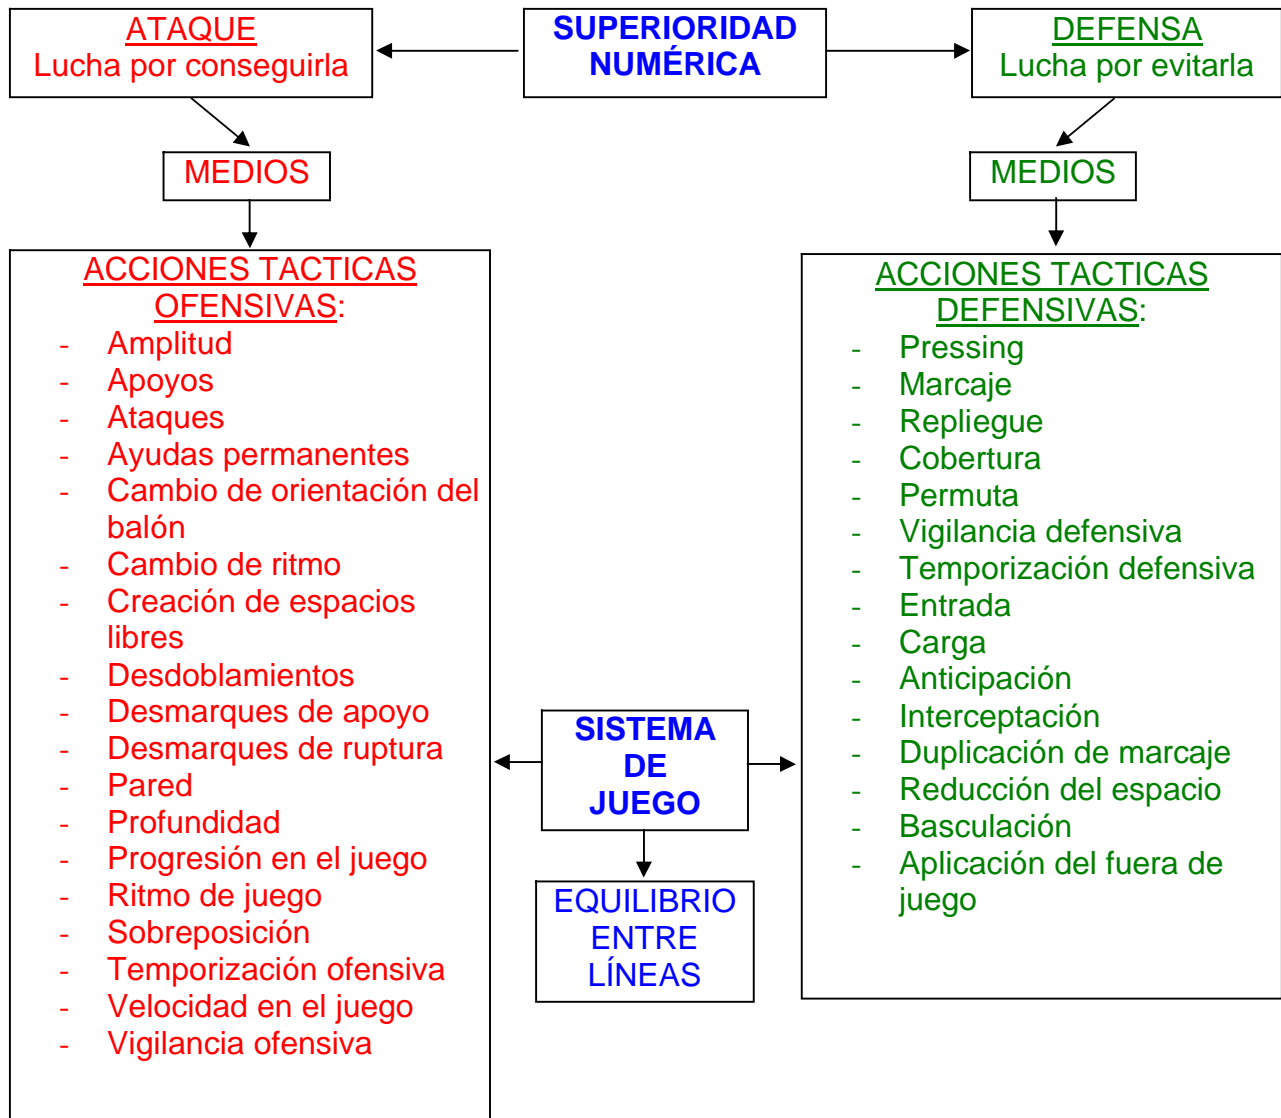 ATAQUE
Lucha por conseguirla
SUPERIORIDAD
NUMÉRICA
DEFENSA
Lucha por evitarla
MEDIOS
MEDIOS
ACCIONES TACTICAS
OFENSIVAS:
- Amplitud
- Apoyos
- Ataques
- Ayudas permanentes
- Cambio de orientación del
balón
- Cambio de ritmo
- Creación de espacios
libres
- Desdoblamientos
- Desmarques de apoyo
- Desmarques de ruptura
- Pared
- Profundidad
- Progresión en el juego
- Ritmo de juego
- Sobreposición
- Temporización ofensiva
- Velocidad en el juego
- Vigilancia ofensiva
SISTEMA
DE
JUEGO
EQUILIBRIO
ENTRE
LÍNEAS
ACCIONES TACTICAS
DEFENSIVAS:
- Pressing
- Marcaje
- Repliegue
- Cobertura
- Permuta
- Vigilancia defensiva
- Temporización defensiva
- Entrada
- Carga
- Anticipación
- Interceptación
- Duplicación de marcaje
- Reducción del espacio
- Basculación
- Aplicación del fuera de
juego